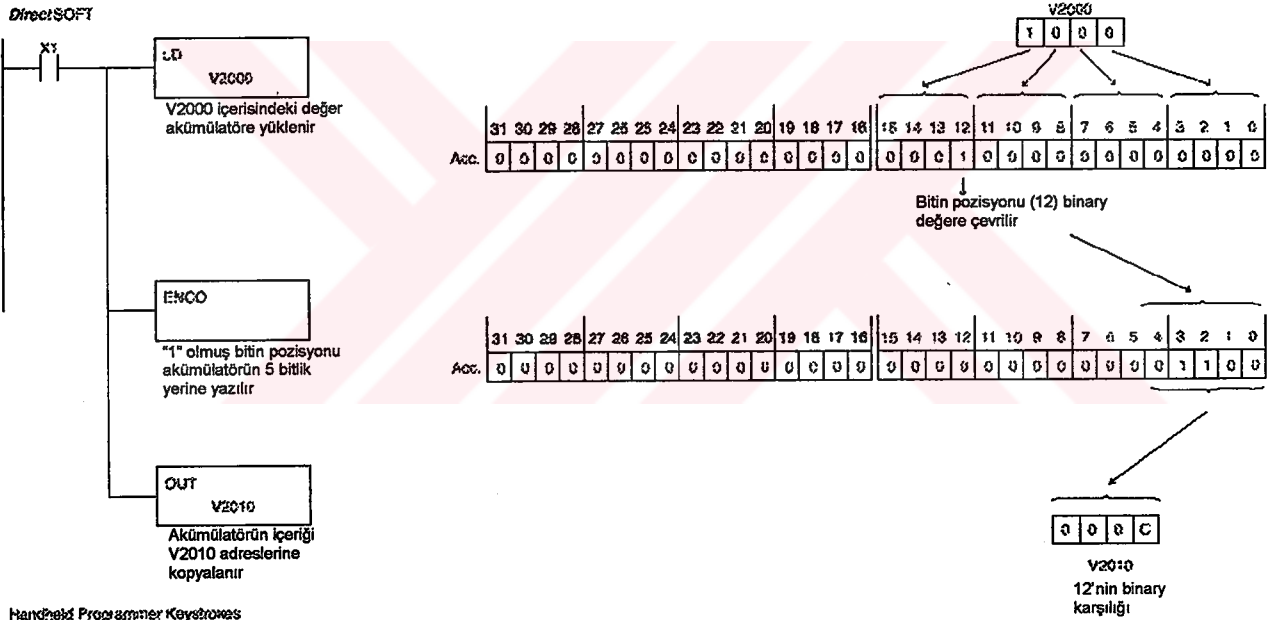 DirectSOFT
X1
LD
V2000
V2000 içerisindeki değer
akümülatöre yüklenir
V2000
1 0 0 0
31 30 29 28 27 26 25 24 23 22 21 20 19 18 17 16 15 14 13 12 11 10 9 8 7 6 5 4 3 2 1 0
Acc. 0 0 0 0 0 0 0 0 0 0 0 0 0 0 0 0 0 0 0 1 0 0 0 0 0 0 0 0 0 0 0 0
Bitin pozisyonu (12) binary
değere çevrilir
ENCO
"1" olmuş bitin pozisyonu
akümülatörün 5 bitlik
yerine yazılır
31 30 29 28 27 26 25 24 23 22 21 20 19 18 17 16 15 14 13 12 11 10 9 8 7 6 5 4 3 2 1 0
Acc. 0 0 0 0 0 0 0 0 0 0 0 0 0 0 0 0 0 0 0 0 0 0 0 0 0 0 0 0 1 1 0 0
OUT
V2010
Akümülatörün içeriği
V2010 adreslerine
kopyalanır
0 0 0 C
V2010
12'nin binary
karşılığı
Handheld Programmer Keystrokes